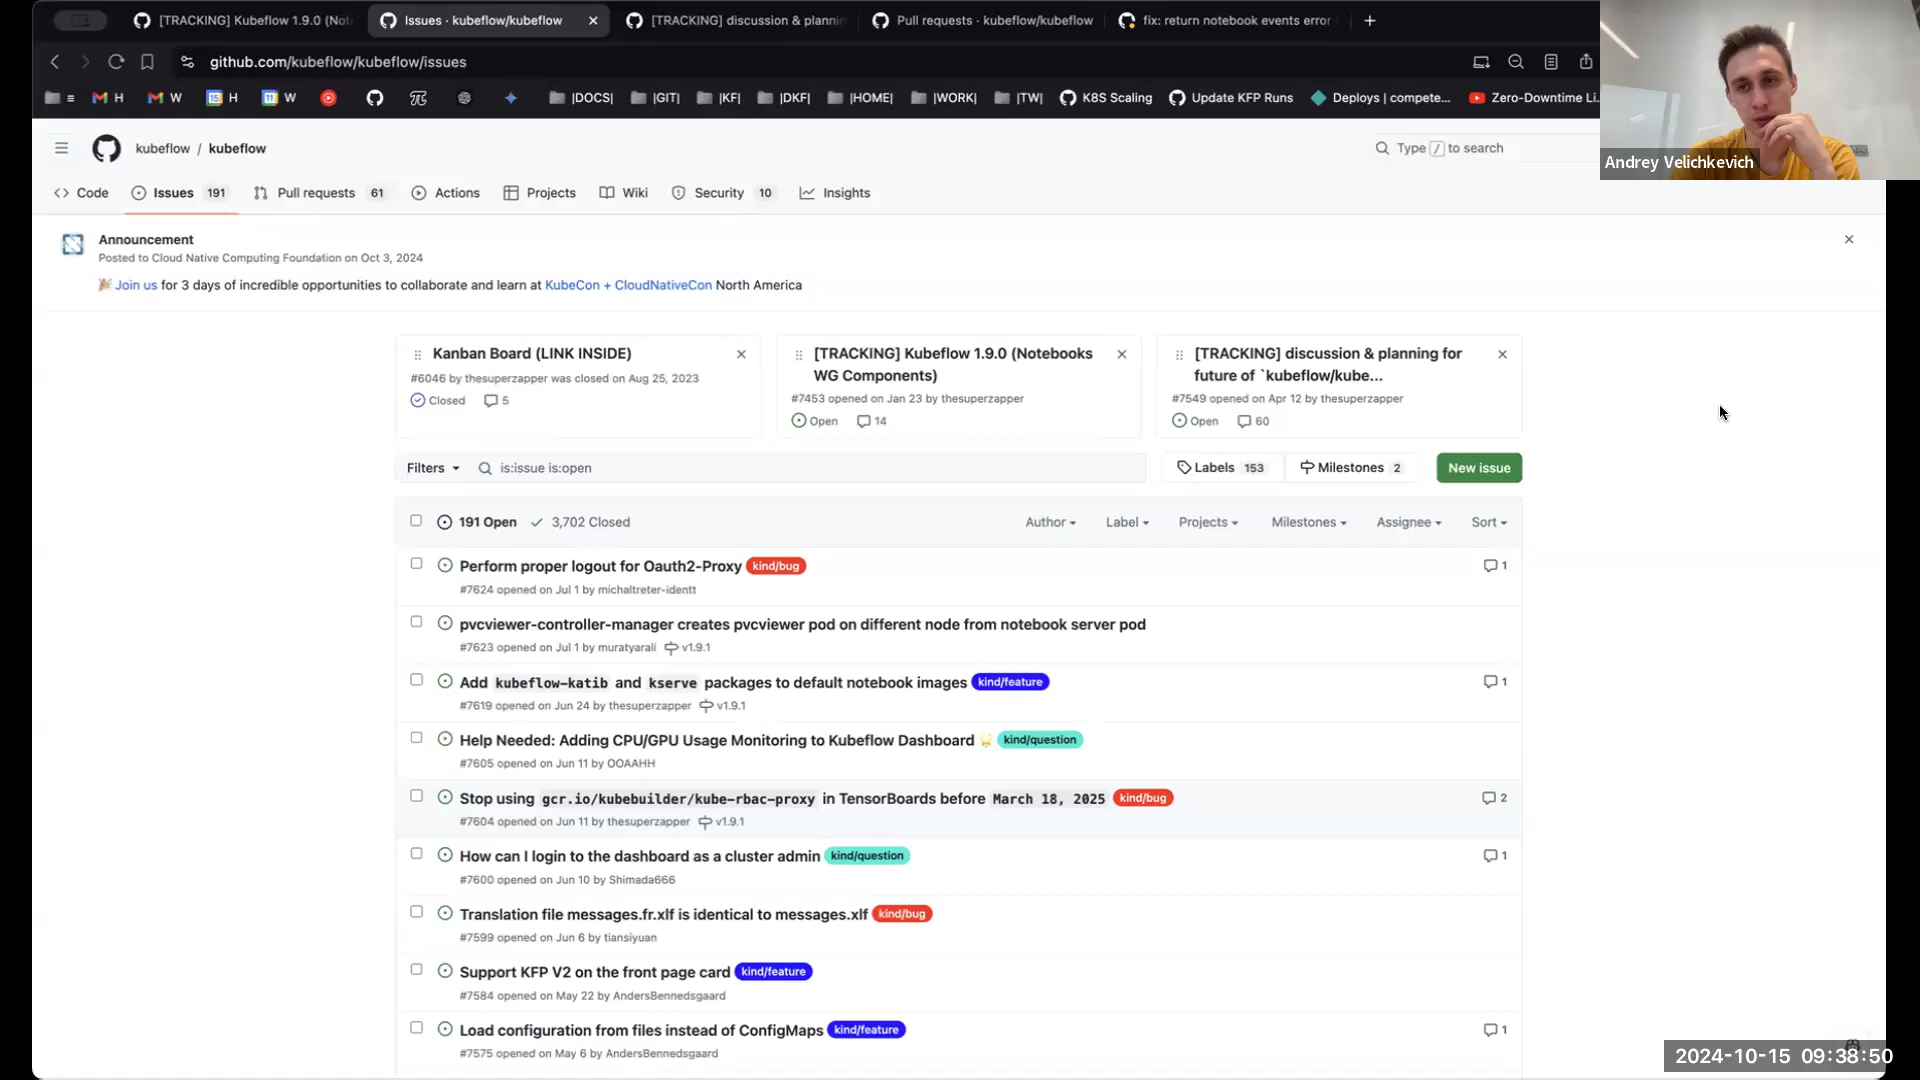 [TRACKING] Kubeflow 1.9.0 (Not
Issues · kubeflow/kubeflow
[TRACKING] discussion & plannin
Pull requests · kubeflow/kubeflow
fix: return notebook events error
github.com/kubeflow/kubeflow/issues
H
W
H
W
|DOCS|
|GIT|
|KF|
|DKF|
|HOME|
|WORK|
|TW|
K8S Scaling
Update KFP Runs
Deploys | compete...
Zero-Downtime Li...
Andrey Velichkevich
kubeflow / kubeflow
Type / to search
Code
Issues 191
Pull requests 61
Actions
Projects
Wiki
Security 10
Insights
Announcement
Posted to Cloud Native Computing Foundation on Oct 3, 2024
🎉 Join us for 3 days of incredible opportunities to collaborate and learn at KubeCon + CloudNativeCon North America
Kanban Board (LINK INSIDE)
#6046 by thesuperzapper was closed on Aug 25, 2023
Closed 5
[TRACKING] Kubeflow 1.9.0 (Notebooks
WG Components)
#7453 opened on Jan 23 by thesuperzapper
Open 14
[TRACKING] discussion & planning for
future of `kubeflow/kube...
#7549 opened on Apr 12 by thesuperzapper
Open 60
Filters
is:issue is:open
Labels 153
Milestones 2
New issue
191 Open
3,702 Closed
Author
Label
Projects
Milestones
Assignee
Sort
Perform proper logout for Oauth2-Proxy kind/bug 1
#7624 opened on Jul 1 by michaltreter-identt
pvcviewer-controller-manager creates pvcviewer pod on different node from notebook server pod
#7623 opened on Jul 1 by muratyarali v1.9.1
Add kubeflow-katib and kserve packages to default notebook images kind/feature 1
#7619 opened on Jun 24 by thesuperzapper v1.9.1
Help Needed: Adding CPU/GPU Usage Monitoring to Kubeflow Dashboard 🌟 kind/question
#7605 opened on Jun 11 by OOAAHH
Stop using gcr.io/kubebuilder/kube-rbac-proxy in TensorBoards before March 18, 2025 kind/bug 2
#7604 opened on Jun 11 by thesuperzapper v1.9.1
How can I login to the dashboard as a cluster admin kind/question 1
#7600 opened on Jun 10 by Shimada666
Translation file messages.fr.xlf is identical to messages.xlf kind/bug
#7599 opened on Jun 6 by tiansiyuan
Support KFP V2 on the front page card kind/feature
#7584 opened on May 22 by AndersBennedsgaard
Load configuration from files instead of ConfigMaps kind/feature 1
#7575 opened on May 6 by AndersBennedsgaard
2024-10-15 09:38:50